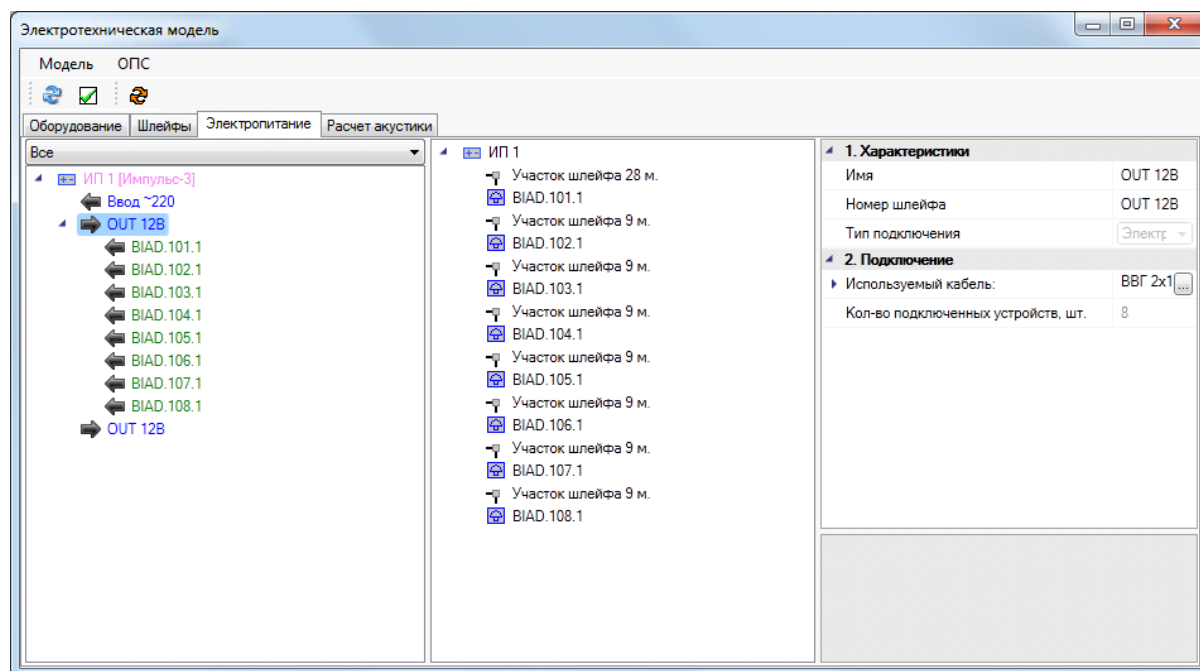 Электротехническая модель
Модель ОПС
Оборудование Шлейфы Электропитание Расчет акустики
Все
ИП 1 [Импульс-3]
Ввод ~220
OUT 12В
BIAD.101.1
BIAD.102.1
BIAD.103.1
BIAD.104.1
BIAD.105.1
BIAD.106.1
BIAD.107.1
BIAD.108.1
OUT 12В
ИП 1
Участок шлейфа 28 м.
BIAD.101.1
Участок шлейфа 9 м.
BIAD.102.1
Участок шлейфа 9 м.
BIAD.103.1
Участок шлейфа 9 м.
BIAD.104.1
Участок шлейфа 9 м.
BIAD.105.1
Участок шлейфа 9 м.
BIAD.106.1
Участок шлейфа 9 м.
BIAD.107.1
Участок шлейфа 9 м.
BIAD.108.1
1. Характеристики
Имя OUT 12В
Номер шлейфа OUT 12В
Тип подключения Электр
2. Подключение
Используемый кабель: ВВГ 2x1 ...
Кол-во подключенных устройств, шт. 8